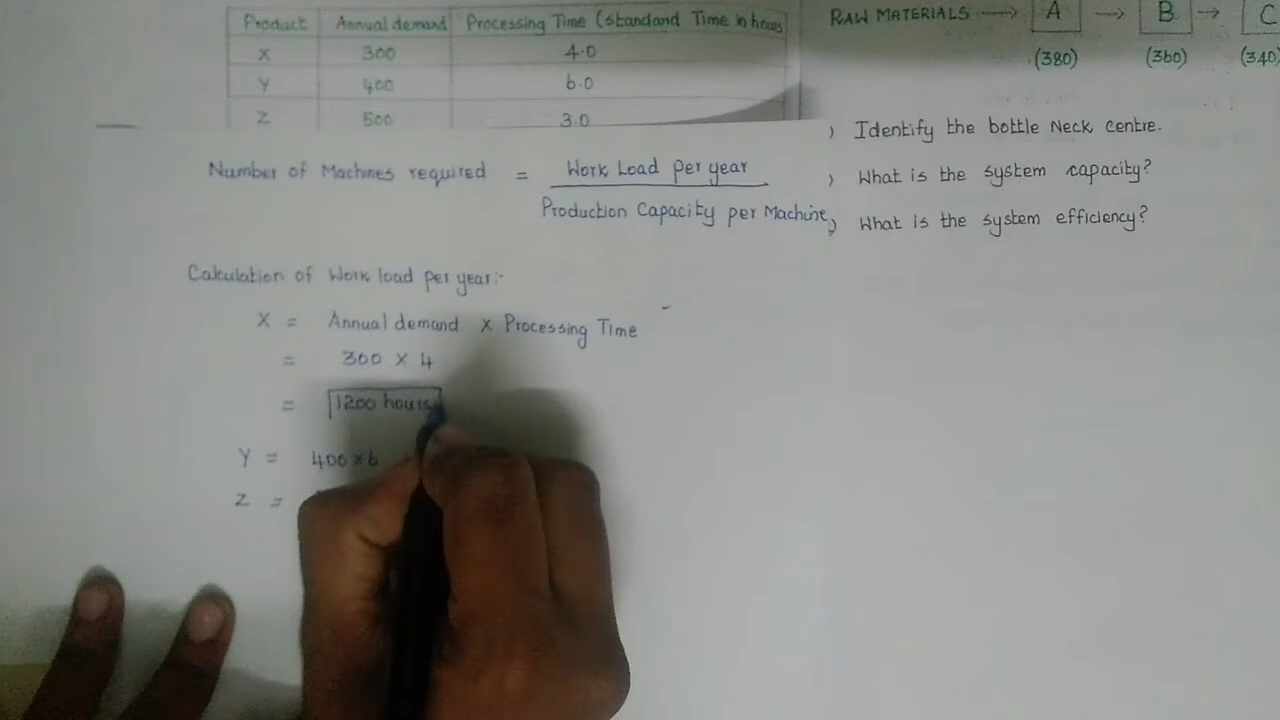 Product Annual demand Processing Time (Standard Time in hours
X 300 4.0
Y 400 6.0
Z 500 3.0
Number of Machines required = Work Load per year
Production Capacity per Machine
Calculation of Work load per year:-
X = Annual demand X Processing Time
= 300 X 4
= 1200 hours
Y = 400 x 6
Z =
RAW MATERIALS → A → B → C
(380) (360) (340)
) Identify the bottle Neck centre.
) What is the system capacity?
) What is the system efficiency?